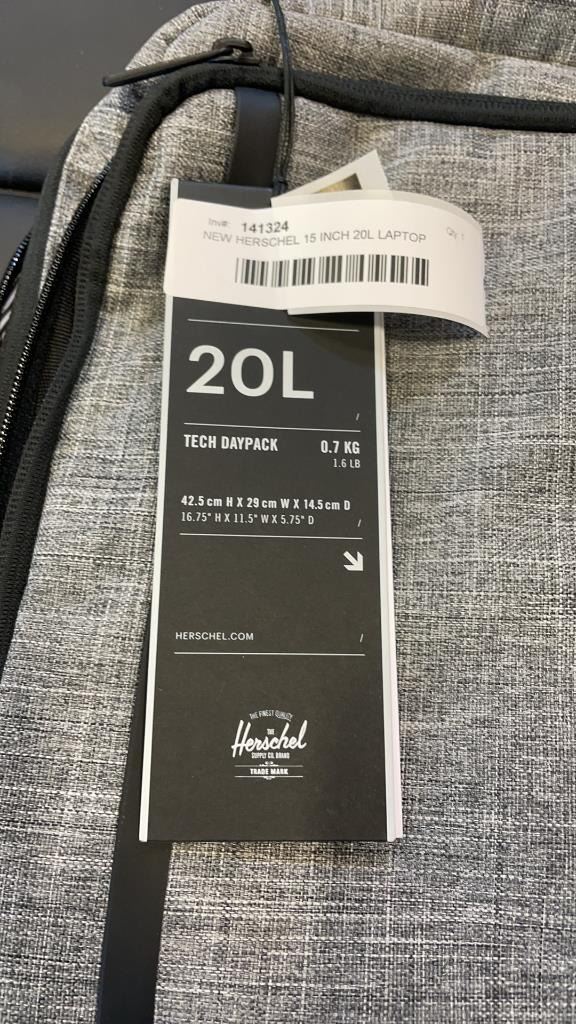 Inv#: 141324
Qty: 1
NEW HERSCHEL 15 INCH 20L LAPTOP
20L
/
TECH DAYPACK 0.7 KG
1.6 LB
42.5 cm H X 29 cm W X 14.5 cm D
16.75" H X 11.5" W X 5.75" D /
HERSCHEL.COM /
THE FINEST QUALITY
THE
Herschel
SUPPLY CO. BRAND
TRADE MARK